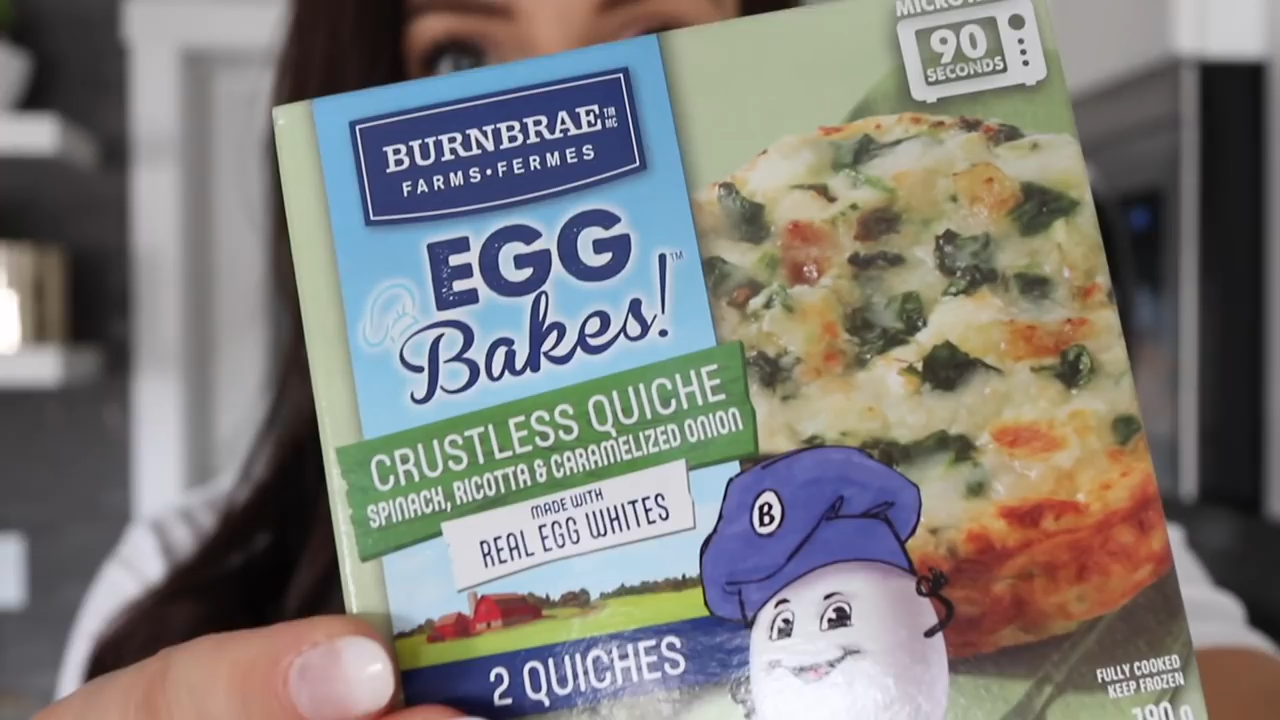 90
SECONDS
BURNBRAE TM MC
FARMS•FERMES
EGG
Bakes! TM
CRUSTLESS QUICHE
SPINACH, RICOTTA & CARAMELIZED ONION
MADE WITH
REAL EGG WHITES
B
2 QUICHES
FULLY COOKED
KEEP FROZEN